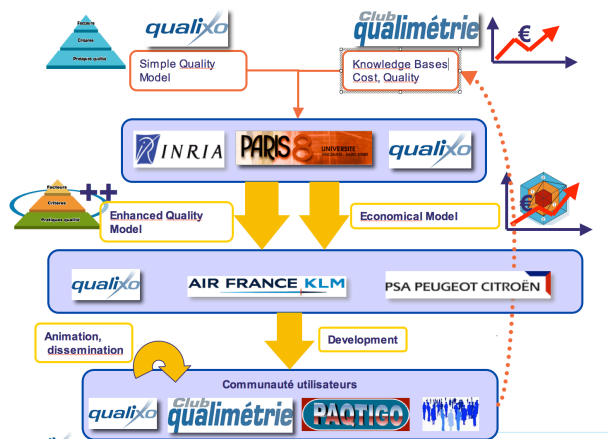 Facteurs
Critères
Pratiques qualité
qualixo
Club
qualimétrie
€
Simple Quality
Model
Knowledge Bases
Cost, Quality
INRIA
PARIS 8
UNIVERSITE
qualixo
Facteurs
Critères
Pratiques qualité
++
Enhanced Quality
Model
Economical Model
€
qualixo
AIR FRANCE KLM
PSA PEUGEOT CITROËN
Animation,
dissemination
Development
Communauté utilisateurs
qualixo
Club
qualimétrie
PAQTIGO